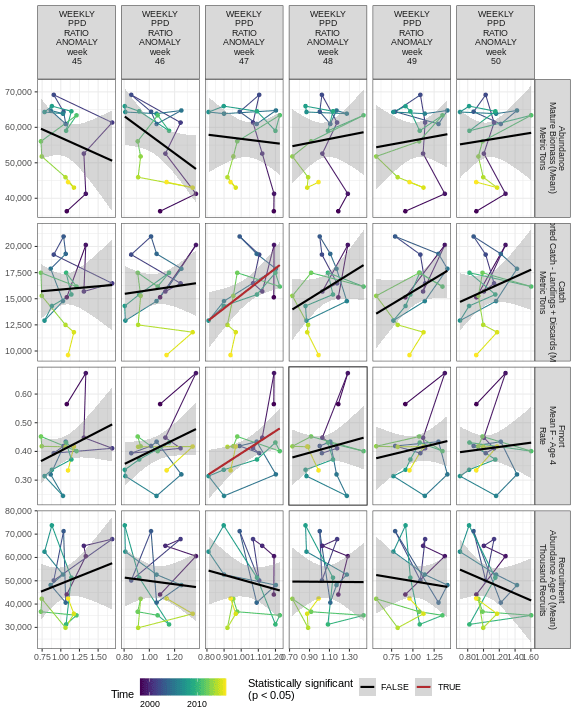 WEEKLY
PPD
RATIO
ANOMALY
week
45
WEEKLY
PPD
RATIO
ANOMALY
week
46
WEEKLY
PPD
RATIO
ANOMALY
week
47
WEEKLY
PPD
RATIO
ANOMALY
week
48
WEEKLY
PPD
RATIO
ANOMALY
week
49
WEEKLY
PPD
RATIO
ANOMALY
week
50
70,000
60,000
50,000
40,000
Abundance
Mature Biomass (Mean)
Metric Tons
20,000
17,500
15,000
12,500
10,000
Catch
Catch - Landings + Discards (M
Metric Tons
0.60
0.50
0.40
0.30
Fmort
Mean F - Age 4
Rate
80,000
70,000
60,000
50,000
40,000
30,000
Recruitment
Abundance Age 0 (Mean)
Thousand Recruits
0.75 1.00 1.25 1.50
0.80 1.00 1.20
0.80 0.90 1.00 1.10 1.20
0.70 0.90 1.10 1.30
0.75 1.00 1.25
0.80 1.00 1.20 1.40 1.60
Time
2000 2010
Statistically significant
(p < 0.05)
FALSE
TRUE